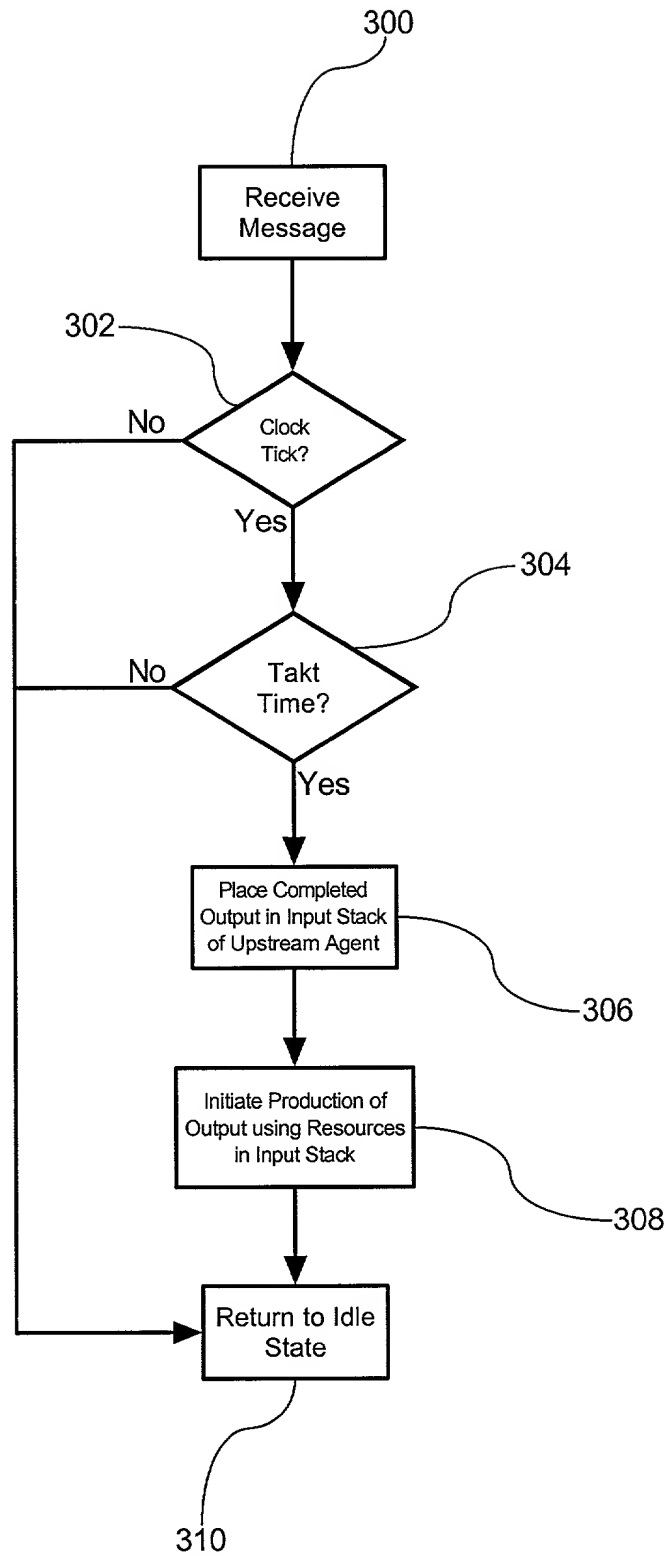 300
Receive
Message
302
No
Clock
Tick?
Yes
304
No
Takt
Time?
Yes
Place Completed
Output in Input Stack
of Upstream Agent
306
Initiate Production of
Output using Resources
in Input Stack
308
Return to Idle
State
310